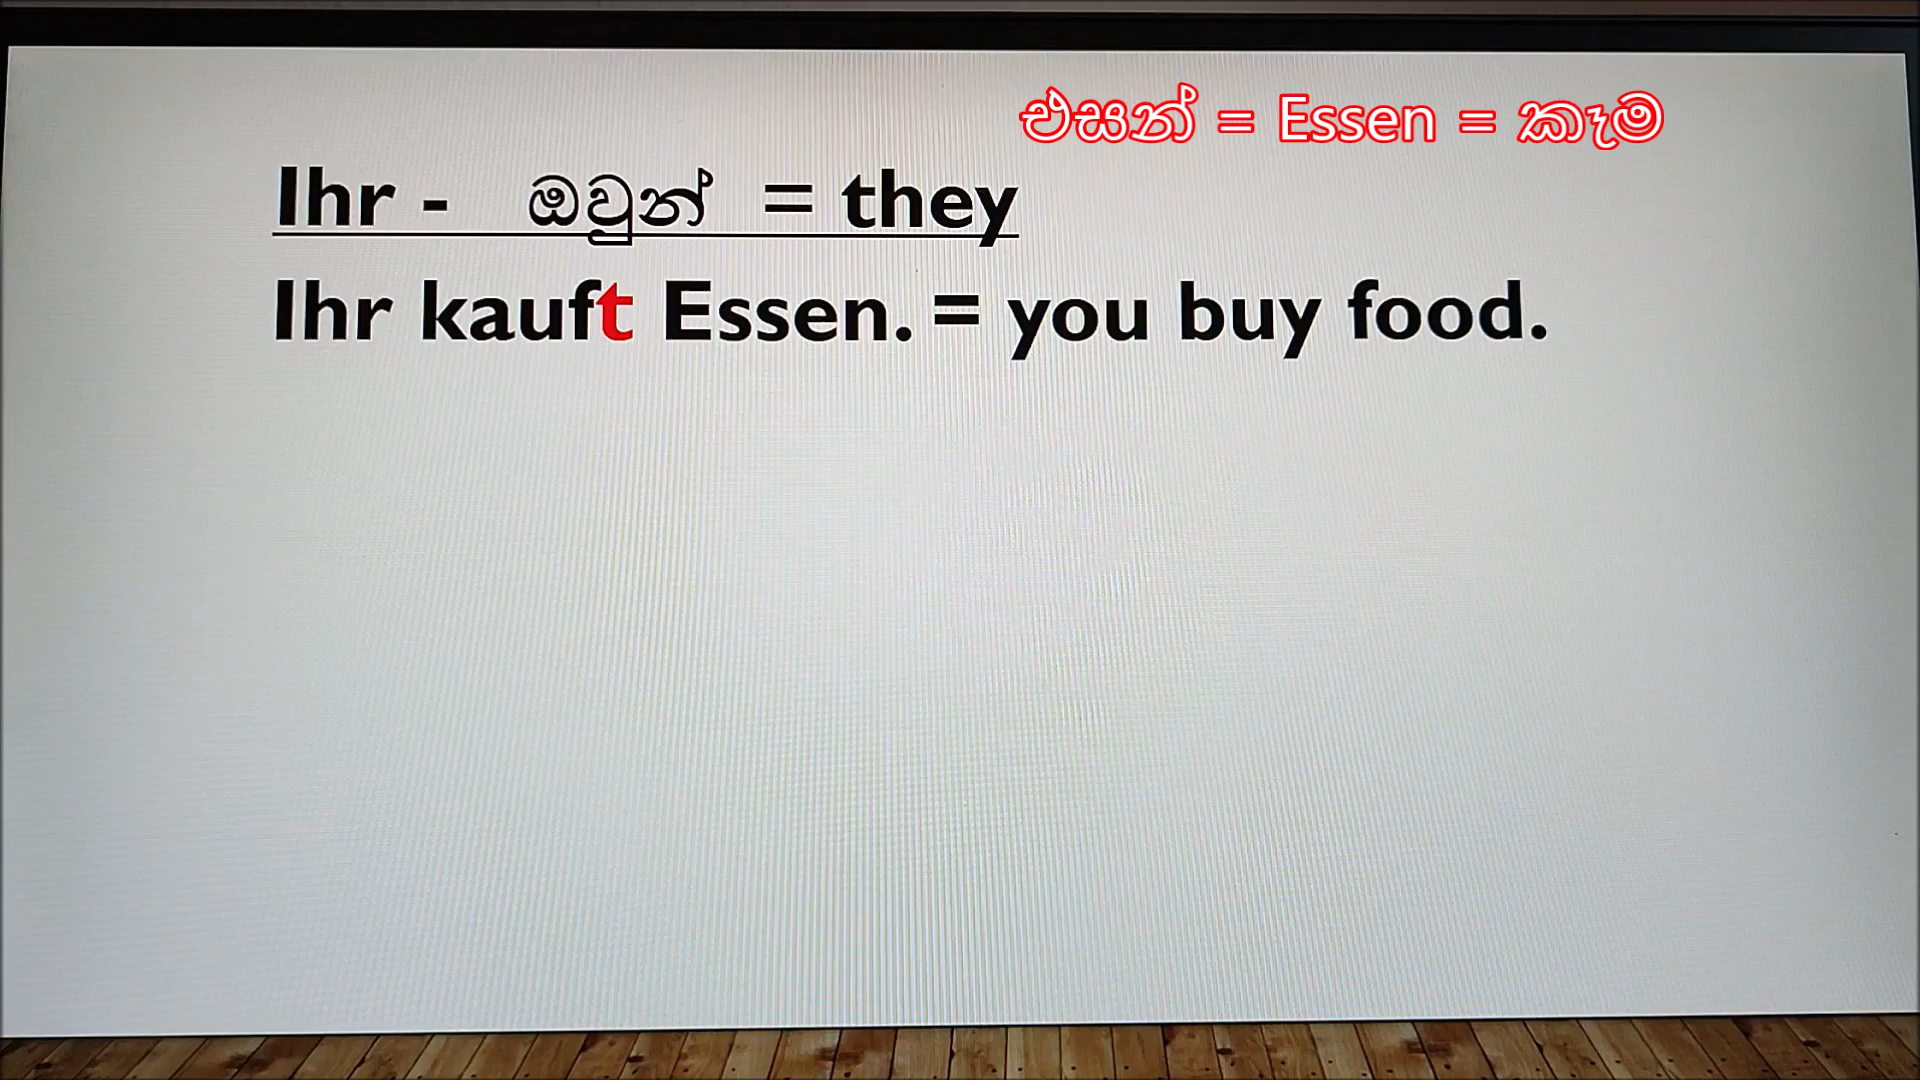 එසන් = Essen = කෑම
Ihr - ඔවුන් = they
Ihr kauft Essen. = you buy food.